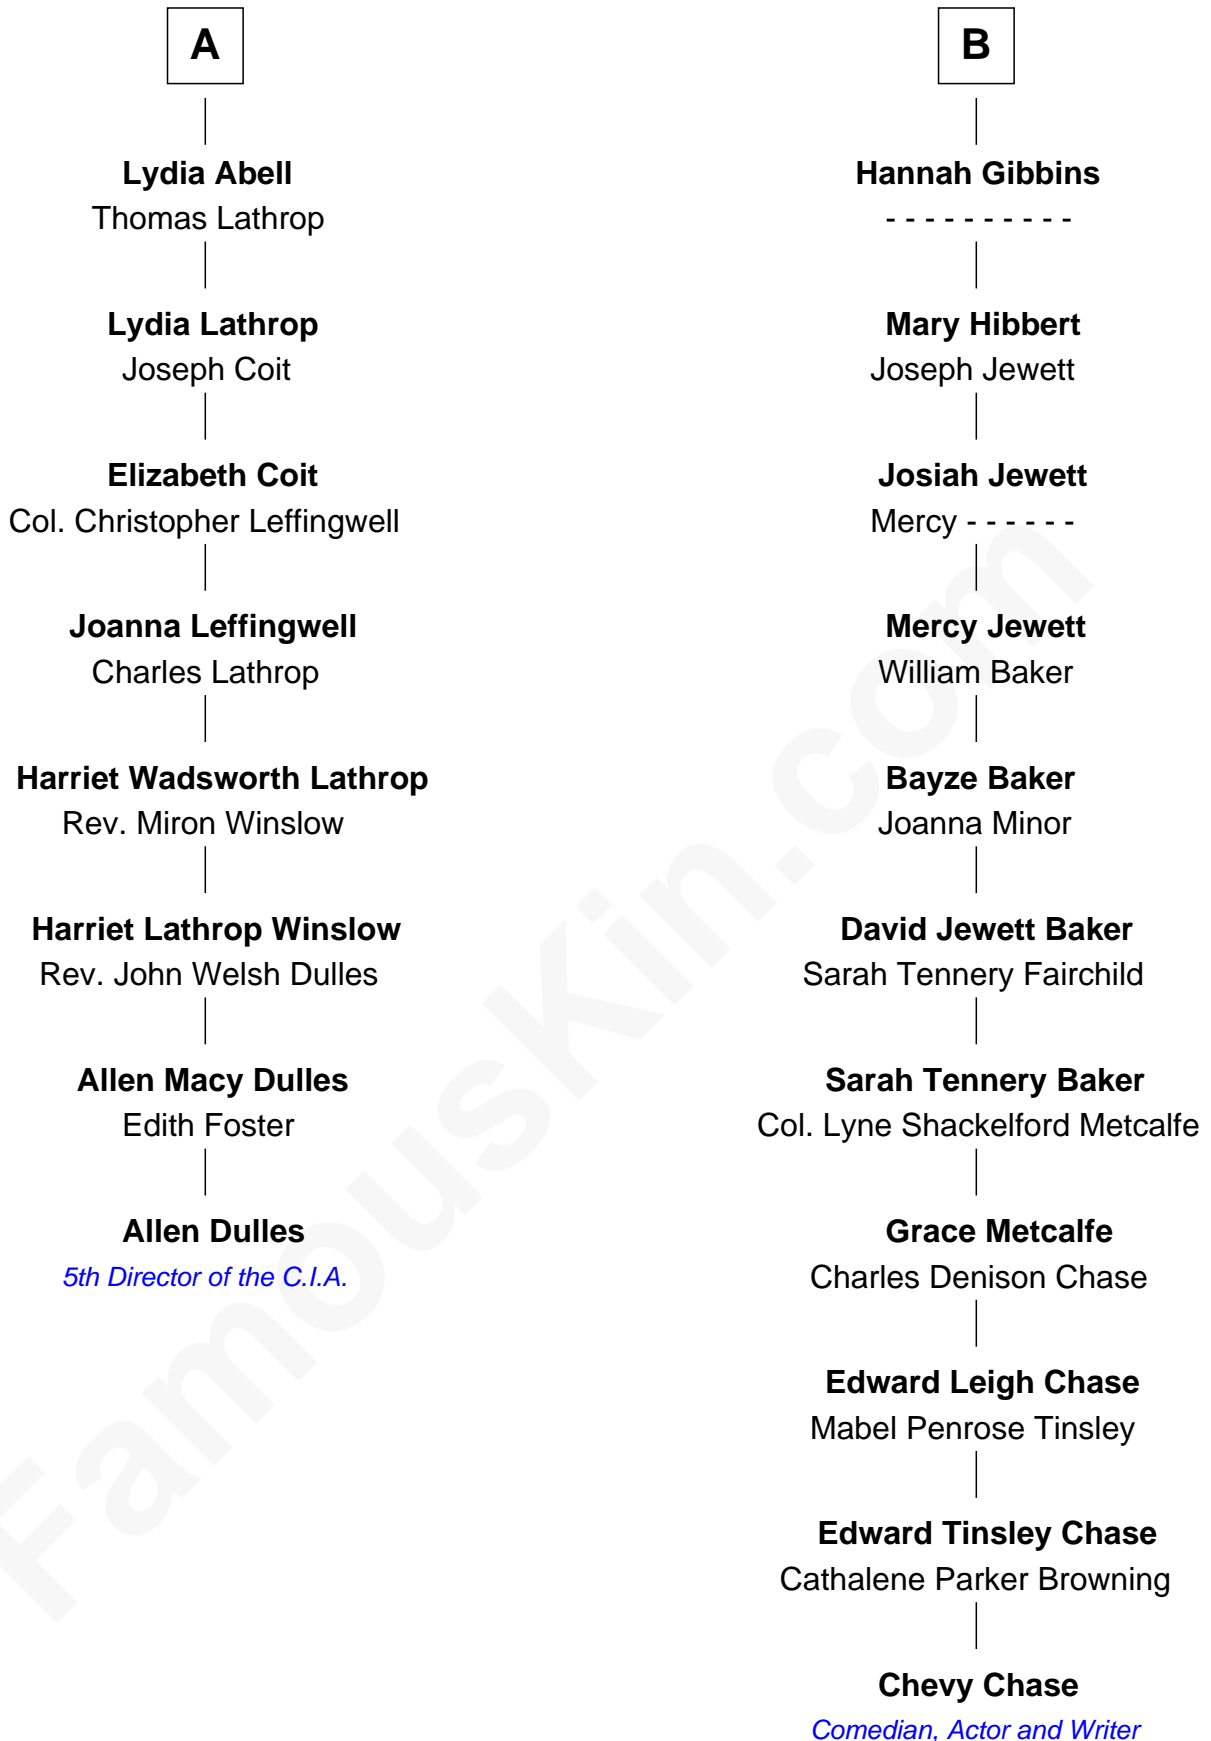 A
Lydia Abell
Thomas Lathrop
Lydia Lathrop
Joseph Coit
Elizabeth Coit
Col. Christopher Leffingwell
Joanna Leffingwell
Charles Lathrop
Harriet Wadsworth Lathrop
Rev. Miron Winslow
Harriet Lathrop Winslow
Rev. John Welsh Dulles
Allen Macy Dulles
Edith Foster
Allen Dulles
5th Director of the C.I.A.
B
Hannah Gibbins
- - - - - - - - - -
Mary Hibbert
Joseph Jewett
Josiah Jewett
Mercy - - - - - -
Mercy Jewett
William Baker
Bayze Baker
Joanna Minor
David Jewett Baker
Sarah Tennery Fairchild
Sarah Tennery Baker
Col. Lyne Shackelford Metcalfe
Grace Metcalfe
Charles Denison Chase
Edward Leigh Chase
Mabel Penrose Tinsley
Edward Tinsley Chase
Cathalene Parker Browning
Chevy Chase
Comedian, Actor and Writer
FamousKin.com